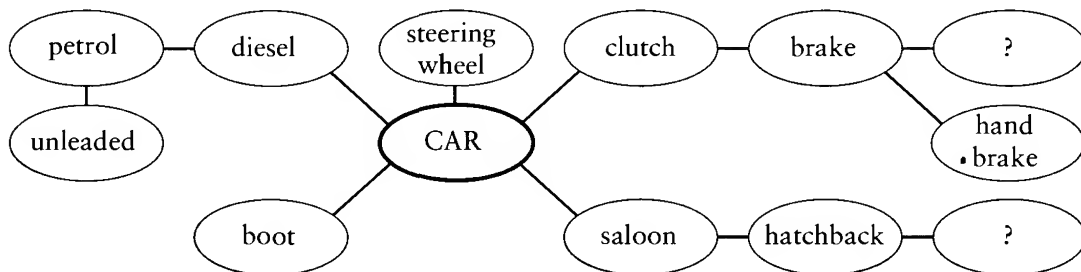 petrol
diesel
steering
wheel
clutch
brake
?
unleaded
CAR
hand
brake
boot
saloon
hatchback
?